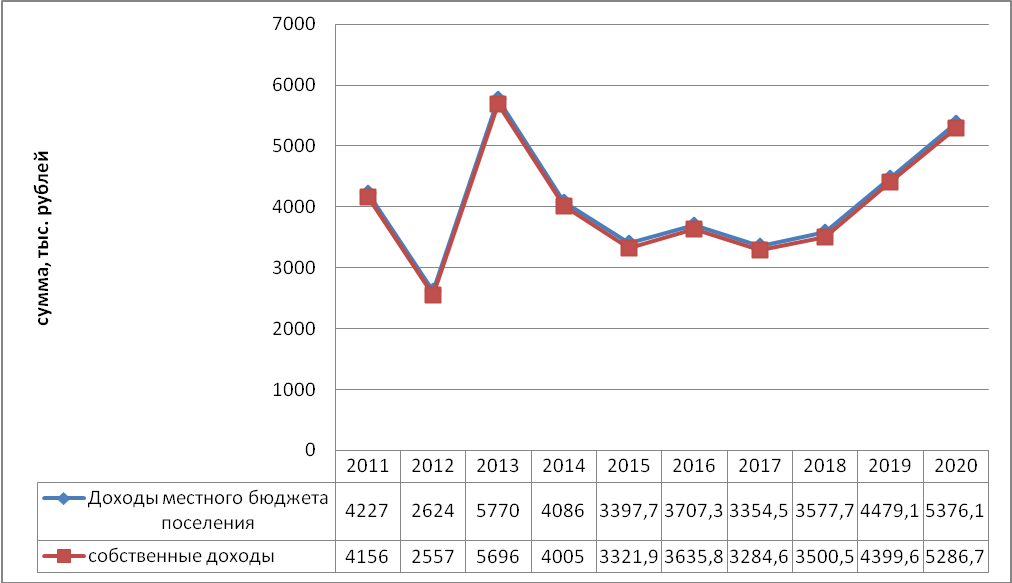 7000
6000
5000
4000
3000
2000
1000
0
сумма, тыс. рублей
2011 2012 2013 2014 2015 2016 2017 2018 2019 2020
Доходы местного бюджета
поселения
4227 2624 5770 4086 3397,7 3707,3 3354,5 3577,7 4479,1 5376,1
собственные доходы 4156 2557 5696 4005 3321,9 3635,8 3284,6 3500,5 4399,6 5286,7